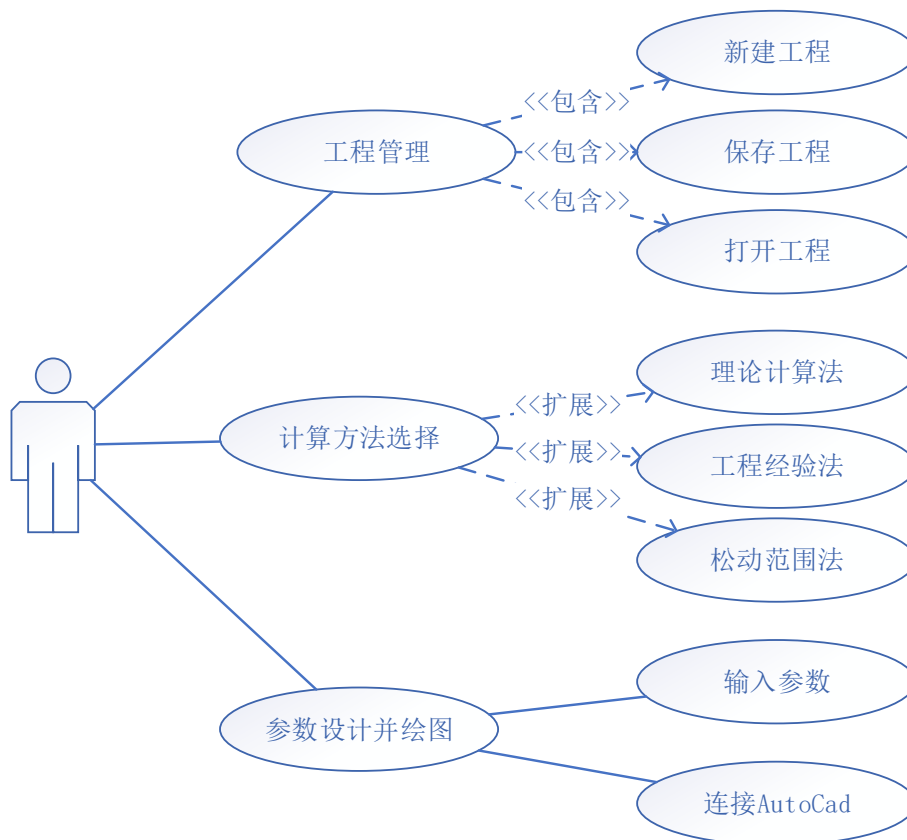 新建工程
<<包含>>
工程管理
<<包含>>
保存工程
<<包含>>
打开工程
理论计算法
<<扩展>>
计算方法选择
<<扩展>>
工程经验法
<<扩展>>
松动范围法
输入参数
参数设计并绘图
连接AutoCad